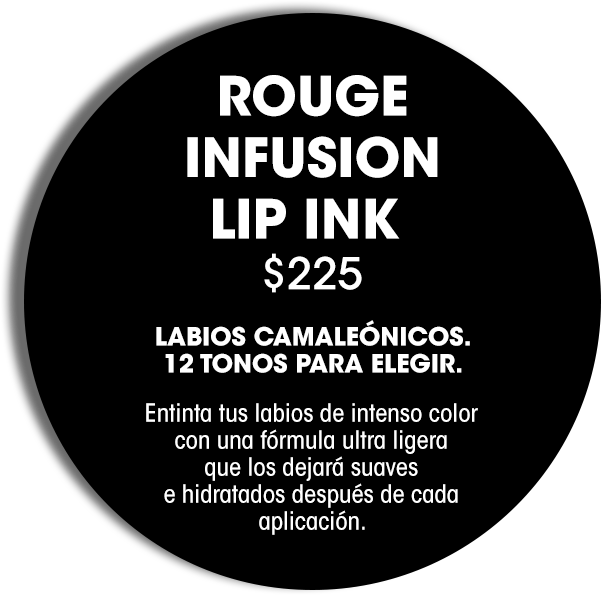 ROUGE
INFUSION
LIP INK
$225
LABIOS CAMALEÓNICOS.
12 TONOS PARA ELEGIR.
Entinta tus labios de intenso color
con una fórmula ultra ligera
que los dejará suaves
e hidratados después de cada
aplicación.